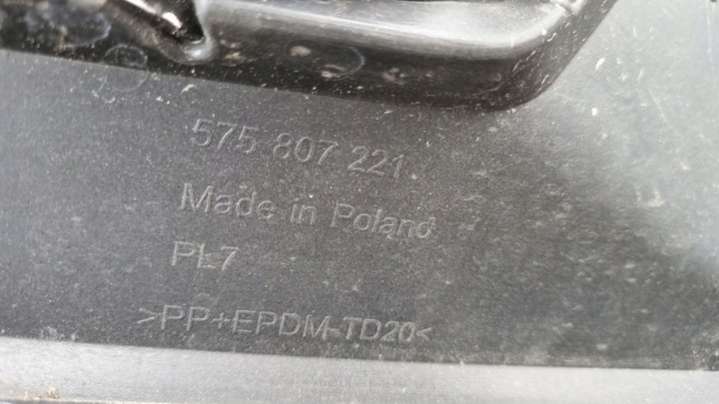 575 807 221
Made in Poland
PL7
>PP+EPDM-TD20<